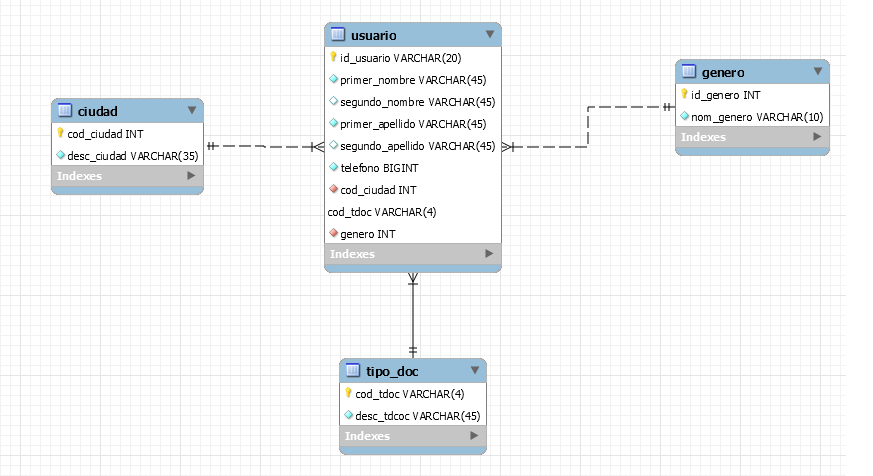 usuario
id_usuario VARCHAR(20)
primer_nombre VARCHAR(45)
segundo_nombre VARCHAR(45)
primer_apellido VARCHAR(45)
segundo_apellido VARCHAR(45)
telefono BIGINT
cod_ciudad INT
cod_tdoc VARCHAR(4)
genero INT
Indexes
ciudad
cod_ciudad INT
desc_ciudad VARCHAR(35)
Indexes
genero
id_genero INT
nom_genero VARCHAR(10)
Indexes
tipo_doc
cod_tdoc VARCHAR(4)
desc_tdcoc VARCHAR(45)
Indexes